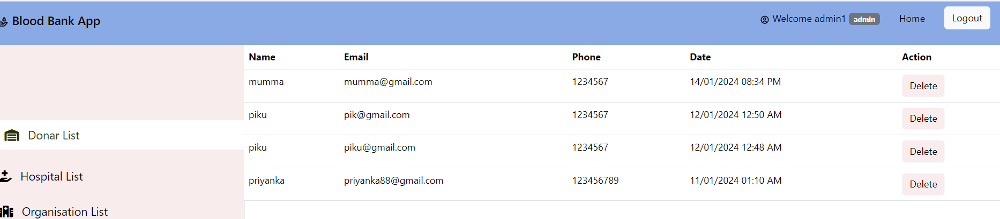 Blood Bank App
Welcome admin1 admin Home Logout
Donar List
Hospital List
Organisation List
Name Email Phone Date Action
mumma mumma@gmail.com 1234567 14/01/2024 08:34 PM Delete
piku pik@gmail.com 1234567 12/01/2024 12:50 AM Delete
piku piku@gmail.com 1234567 12/01/2024 12:48 AM Delete
priyanka priyanka88@gmail.com 123456789 11/01/2024 01:10 AM Delete